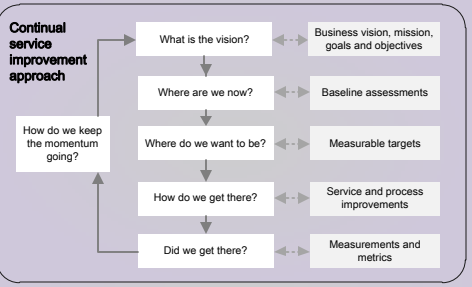 Continual
service
improvement
approach
What is the vision?
Business vision, mission,
goals and objectives
Where are we now?
Baseline assessments
How do we keep
the momentum
going?
Where do we want to be?
Measurable targets
How do we get there?
Service and process
improvements
Did we get there?
Measurements and
metrics